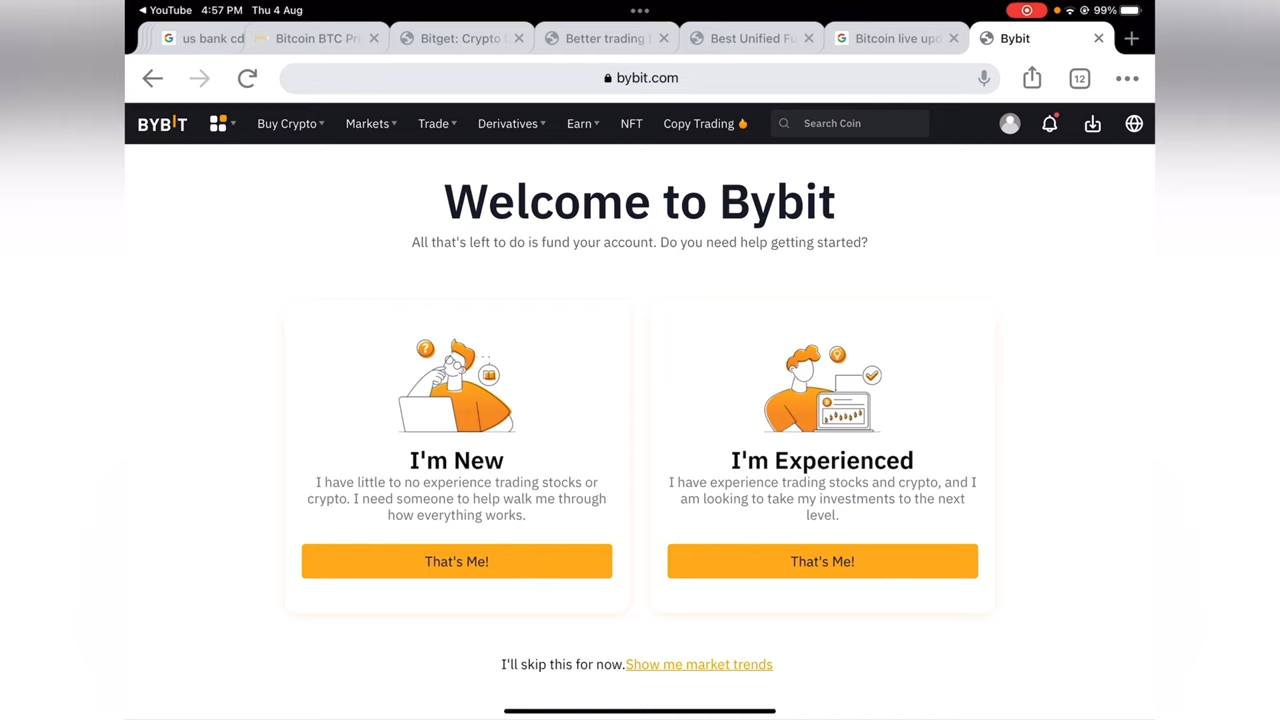 YouTube 4:57 PM Thu 4 Aug 99%
us bank cd Bitcoin BTC Pri Bitget: Crypto Better trading Best Unified Fu Bitcoin live upd Bybit
bybit.com 12
BYBIT Buy Crypto Markets Trade Derivatives Earn NFT Copy Trading Search Coin
Welcome to Bybit
All that's left to do is fund your account. Do you need help getting started?
I'm New
I have little to no experience trading stocks or
crypto. I need someone to help walk me through
how everything works.
That's Me!
I'm Experienced
I have experience trading stocks and crypto, and I
am looking to take my investments to the next
level.
That's Me!
I'll skip this for now.Show me market trends